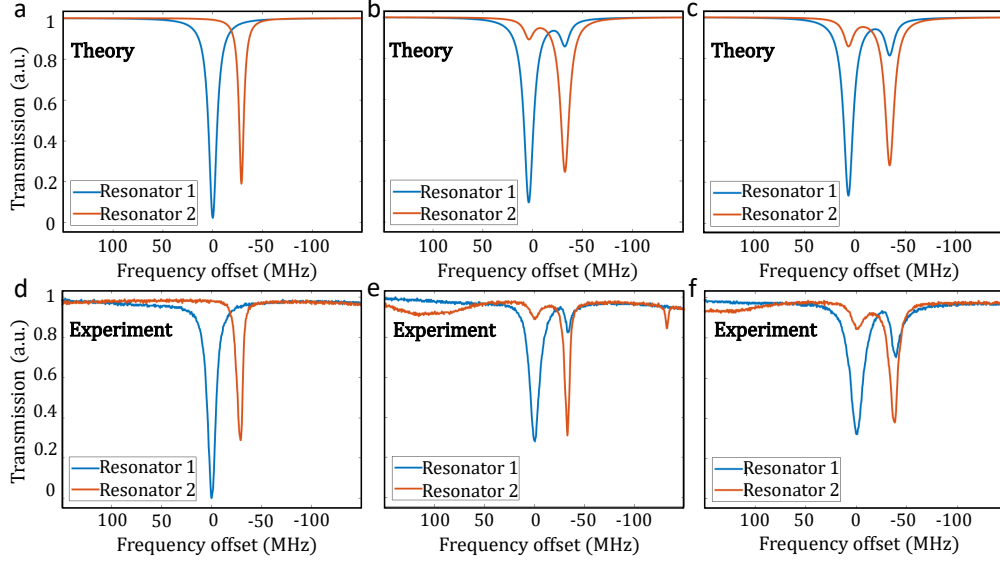 a
b
c
Transmission (a.u.)
1
0.8
0.6
0.4
0.2
0
Theory
Resonator 1
Resonator 2
100 50 0 -50 -100
Frequency offset (MHz)
Theory
Resonator 1
Resonator 2
100 50 0 -50 -100
Frequency offset (MHz)
Theory
Resonator 1
Resonator 2
100 50 0 -50 -100
Frequency offset (MHz)
d
e
f
Transmission (a.u.)
1
0.8
0.6
0.4
0.2
0
Experiment
Resonator 1
Resonator 2
100 50 0 -50 -100
Frequency offset (MHz)
Experiment
Resonator 1
Resonator 2
100 50 0 -50 -100
Frequency offset (MHz)
Experiment
Resonator 1
Resonator 2
100 50 0 -50 -100
Frequency offset (MHz)